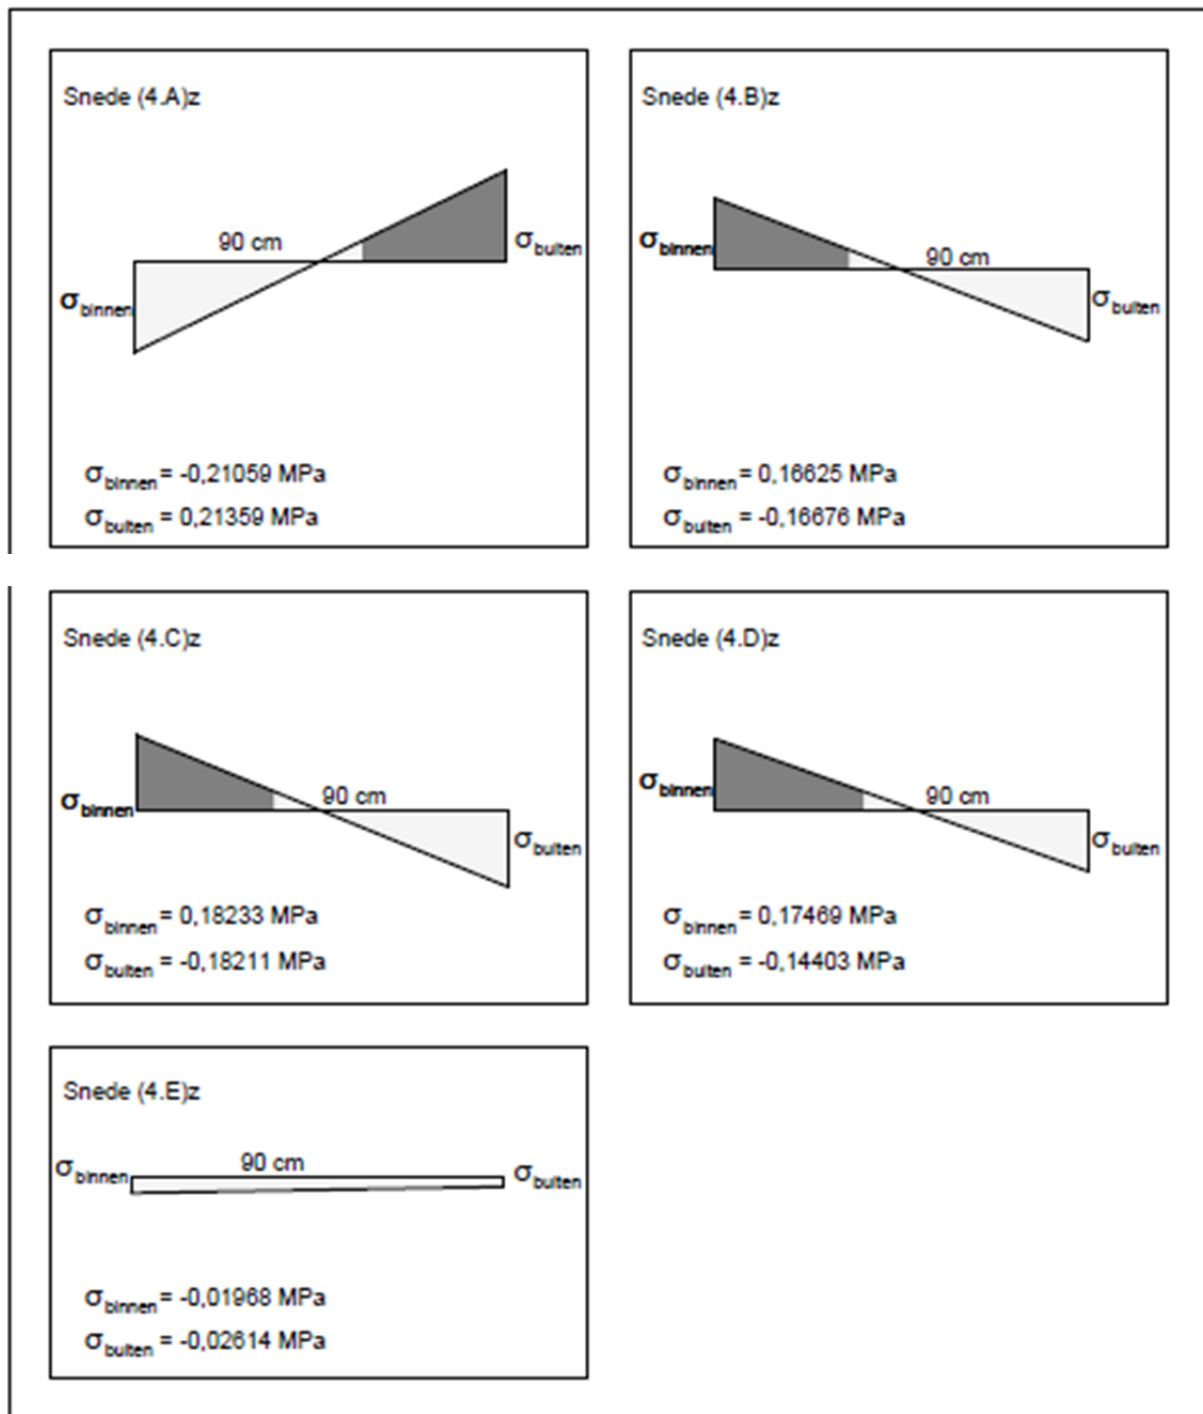 Snede (4.A)z
90 cm
σbuiten
σbinnen
σbinnen = -0,21059 MPa
σbuiten = 0,21359 MPa
Snede (4.B)z
σbinnen
90 cm
σbuiten
σbinnen = 0,16625 MPa
σbuiten = -0,16676 MPa
Snede (4.C)z
σbinnen
90 cm
σbuiten
σbinnen = 0,18233 MPa
σbuiten = -0,18211 MPa
Snede (4.D)z
σbinnen
90 cm
σbuiten
σbinnen = 0,17469 MPa
σbuiten = -0,14403 MPa
Snede (4.E)z
σbinnen
90 cm
σbuiten
σbinnen = -0,01968 MPa
σbuiten = -0,02614 MPa